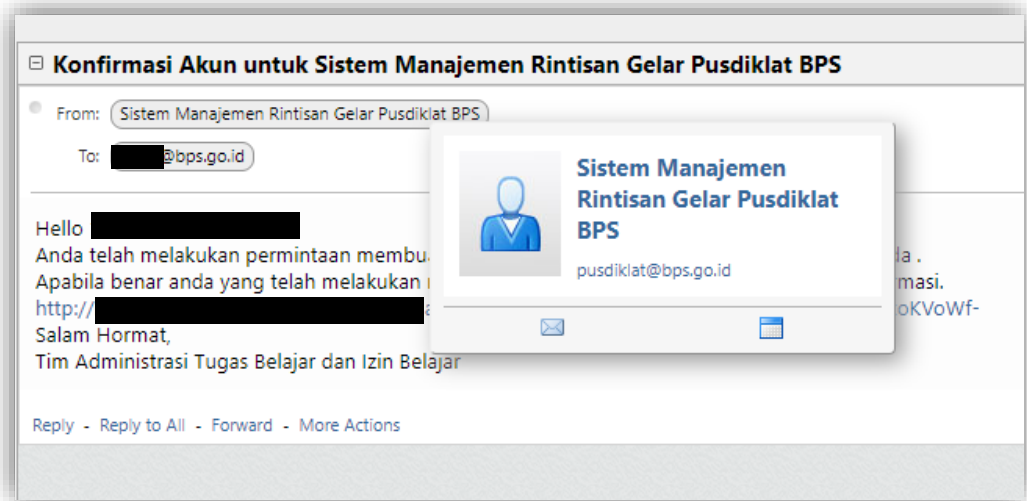 Konfirmasi Akun untuk Sistem Manajemen Rintisan Gelar Pusdiklat BPS
From: Sistem Manajemen Rintisan Gelar Pusdiklat BPS
To: @bps.go.id
Sistem Manajemen
Rintisan Gelar Pusdiklat
BPS
pusdiklat@bps.go.id
Hello
Anda telah melakukan permintaan
Apabila benar anda yang telah melakukan
http:// oKVoWf-
Salam Hormat,
Tim Administrasi Tugas Belajar dan Izin Belajar
Reply - Reply to All - Forward - More Actions